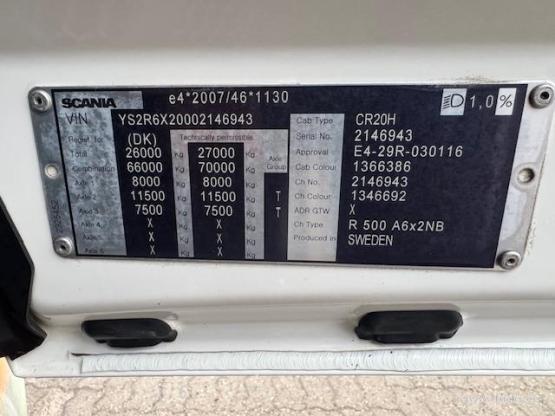 SCANIA e4*2007/46*1130 1,0%
VIN YS2R6X20002146943 Cab Type CR20H
Regist. for (DK) Technically permissible Serial No. 2146943
Total 26000 Kg 27000 Kg Axle Group Approval E4-29R-030116
Combination 66000 Kg 70000 Kg Cab Colour 1366386
Axle 1 8000 Kg 8000 Kg Ch No. 2146943
Axle 2 11500 Kg 11500 Kg T Ch Colour 1346692
Axle 3 7500 Kg 7500 Kg T ADR GTW X
Axle 4 X Kg X Kg Ch Type R 500 A6x2NB
Axle 5 X Kg X Kg Produced in SWEDEN
Axle 6 X Kg X Kg